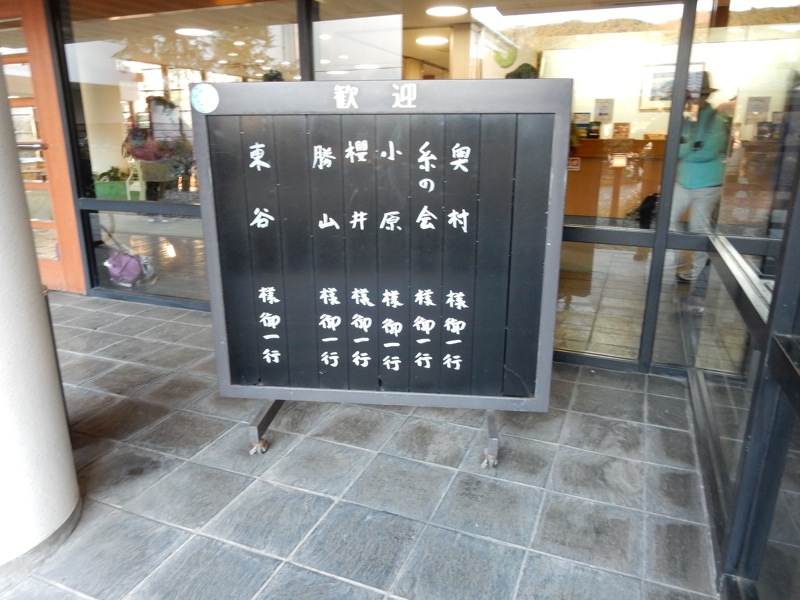 歓迎
奥村 様御一行
糸の会 様御一行
小原 様御一行
櫻井 様御一行
勝山 様御一行
東谷 様御一行